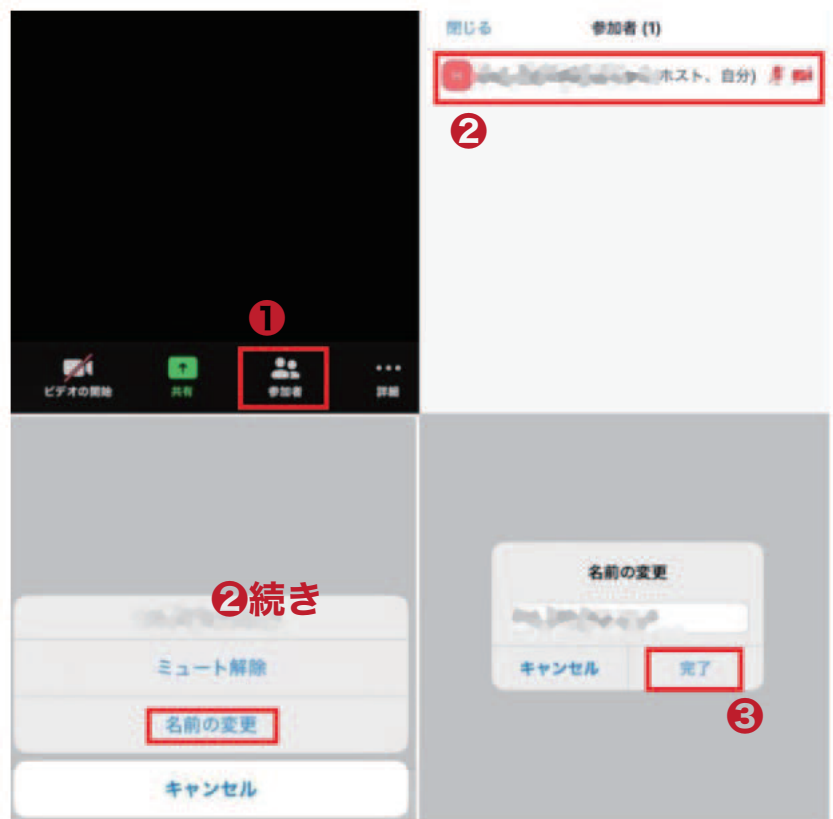 ❶
ビデオの開始
共有
参加者
詳細
閉じる
参加者 (1)
H
ホスト、自分)
❷
❷続き
ミュート解除
名前の変更
キャンセル
名前の変更
キャンセル
完了
❸